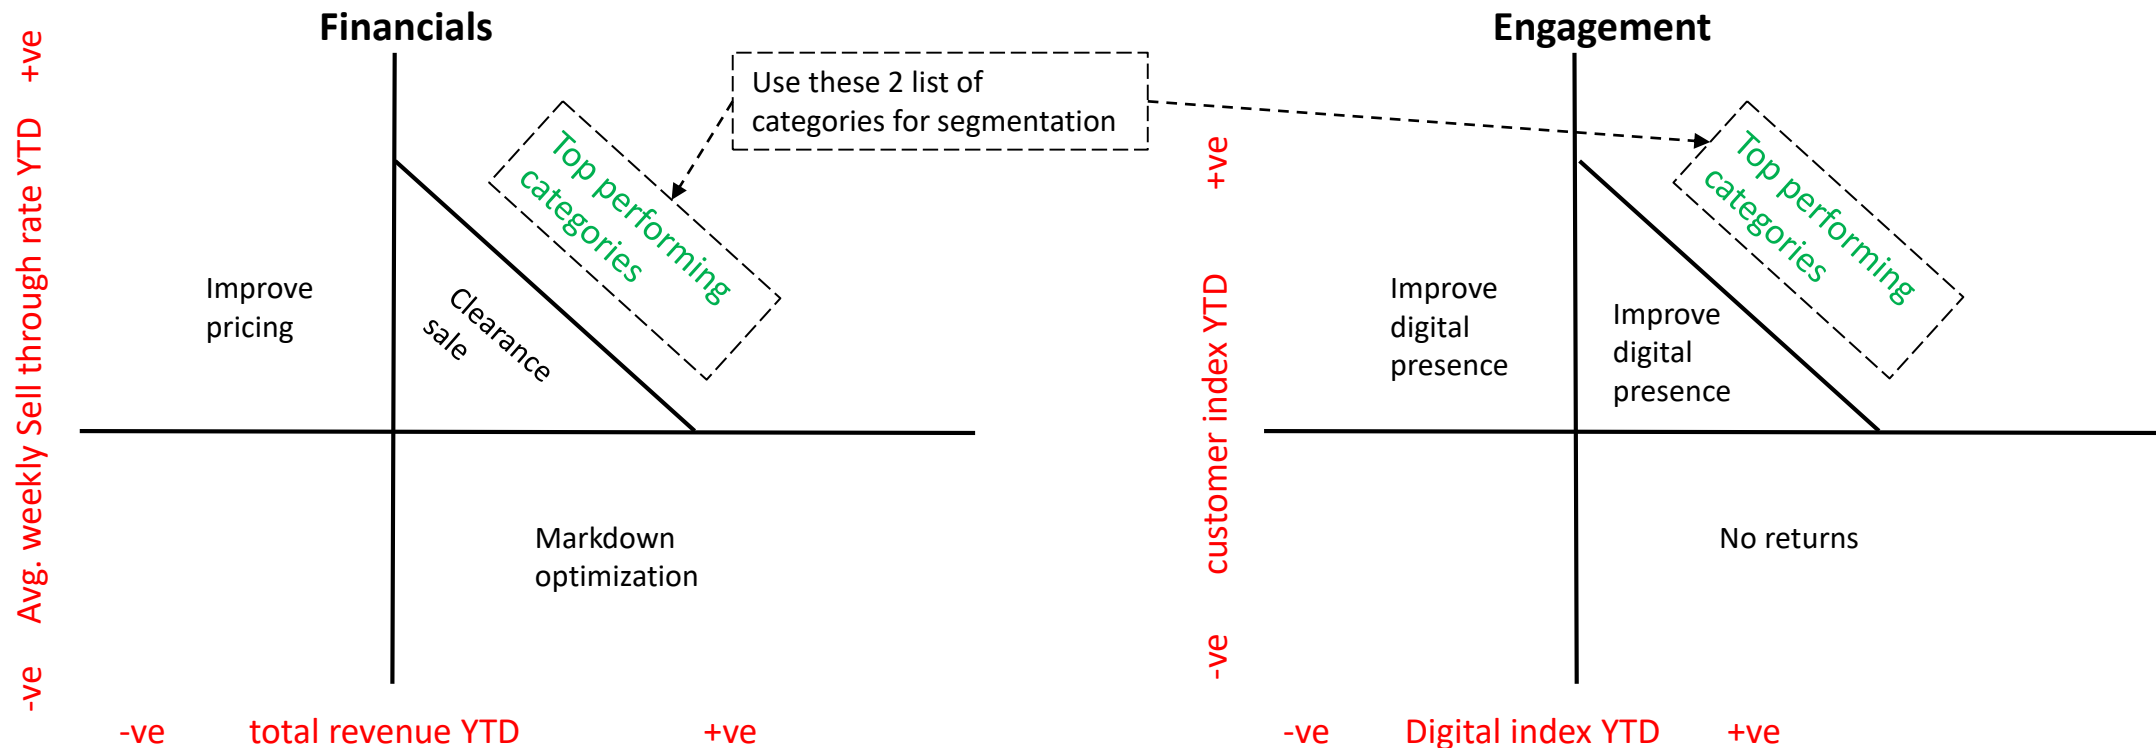 Financials
+ve
Avg. weekly Sell through rate YTD
-ve
Use these 2 list of
categories for segmentation
Top performing
categories
Improve
pricing
Clearance
sale
Markdown
optimization
-ve
total revenue YTD
+ve
Engagement
+ve
customer index YTD
-ve
Top performing
categories
Improve
digital
presence
Improve
digital
presence
No returns
-ve
Digital index YTD
+ve